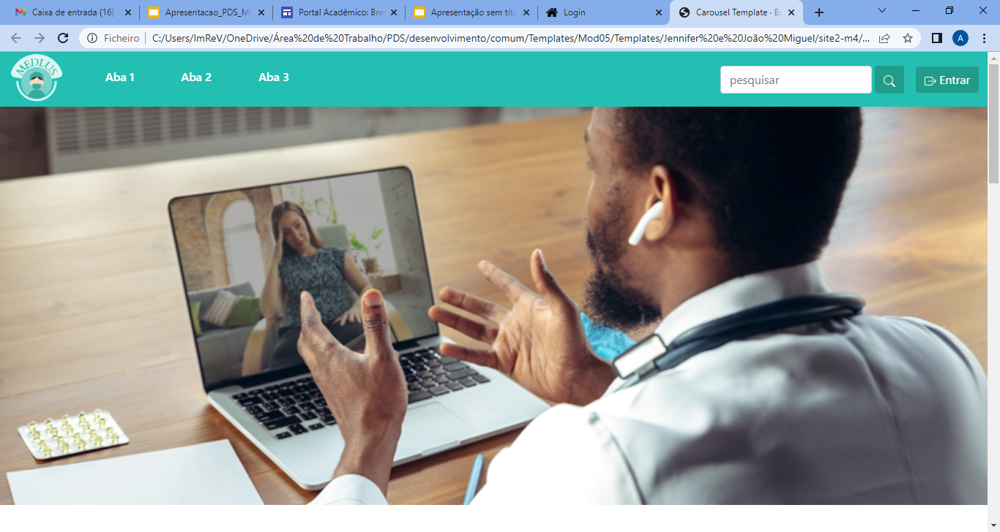 Caixa de entrada (16)
Apresentacao_PDS_Mo
Portal Acadêmico: Bre
Apresentação sem títu
Login
Carousel Template · Bo
Ficheiro
C:/Users/ImReV/OneDrive/Área%20de%20Trabalho/PDS/desenvolvimento/comum/Templates/Mod05/Templates/Jennifer%20e%20João%20Miguel/site2-m4/...
A
MEDLUS
Aba 1
Aba 2
Aba 3
pesquisar
Entrar